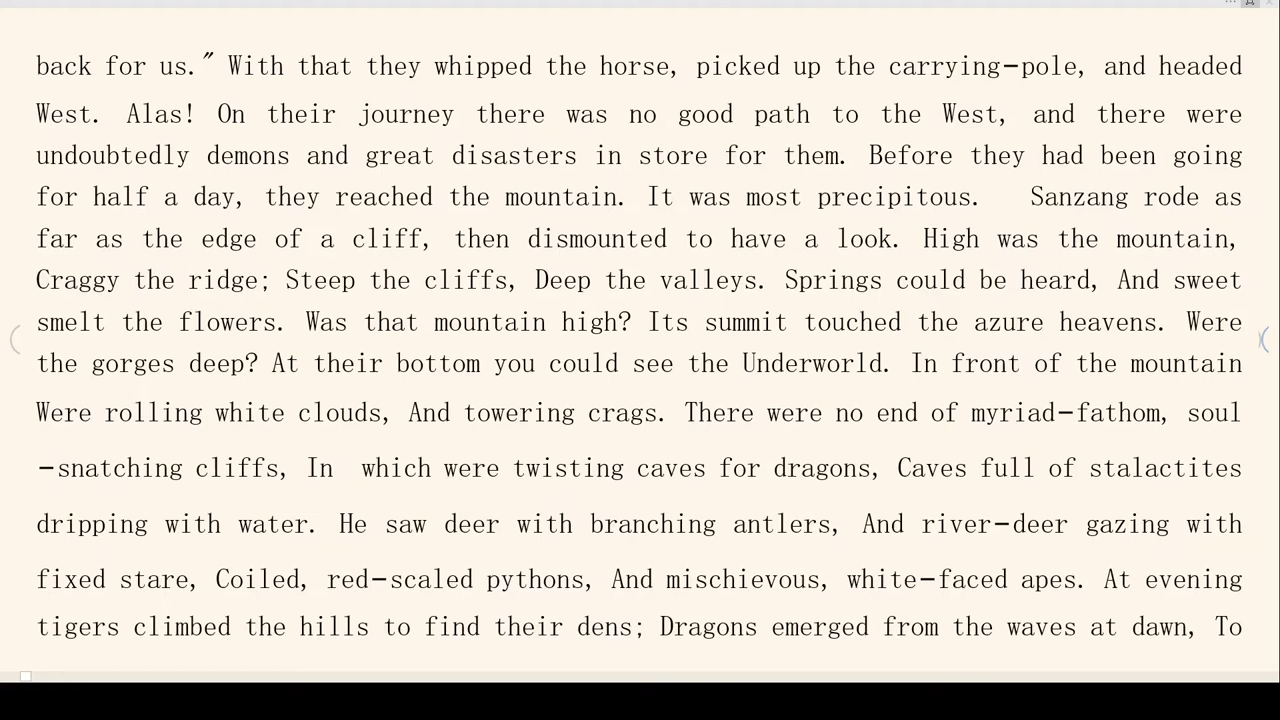 back for us.″ With that they whipped the horse, picked up the carrying-pole, and headed
West. Alas! On their journey there was no good path to the West, and there were
undoubtedly demons and great disasters in store for them. Before they had been going
for half a day, they reached the mountain. It was most precipitous. Sanzang rode as
far as the edge of a cliff, then dismounted to have a look. High was the mountain,
Craggy the ridge; Steep the cliffs, Deep the valleys. Springs could be heard, And sweet
smelt the flowers. Was that mountain high? Its summit touched the azure heavens. Were
the gorges deep? At their bottom you could see the Underworld. In front of the mountain
Were rolling white clouds, And towering crags. There were no end of myriad-fathom, soul
-snatching cliffs, In which were twisting caves for dragons, Caves full of stalactites
dripping with water. He saw deer with branching antlers, And river-deer gazing with
fixed stare, Coiled, red-scaled pythons, And mischievous, white-faced apes. At evening
tigers climbed the hills to find their dens; Dragons emerged from the waves at dawn, To